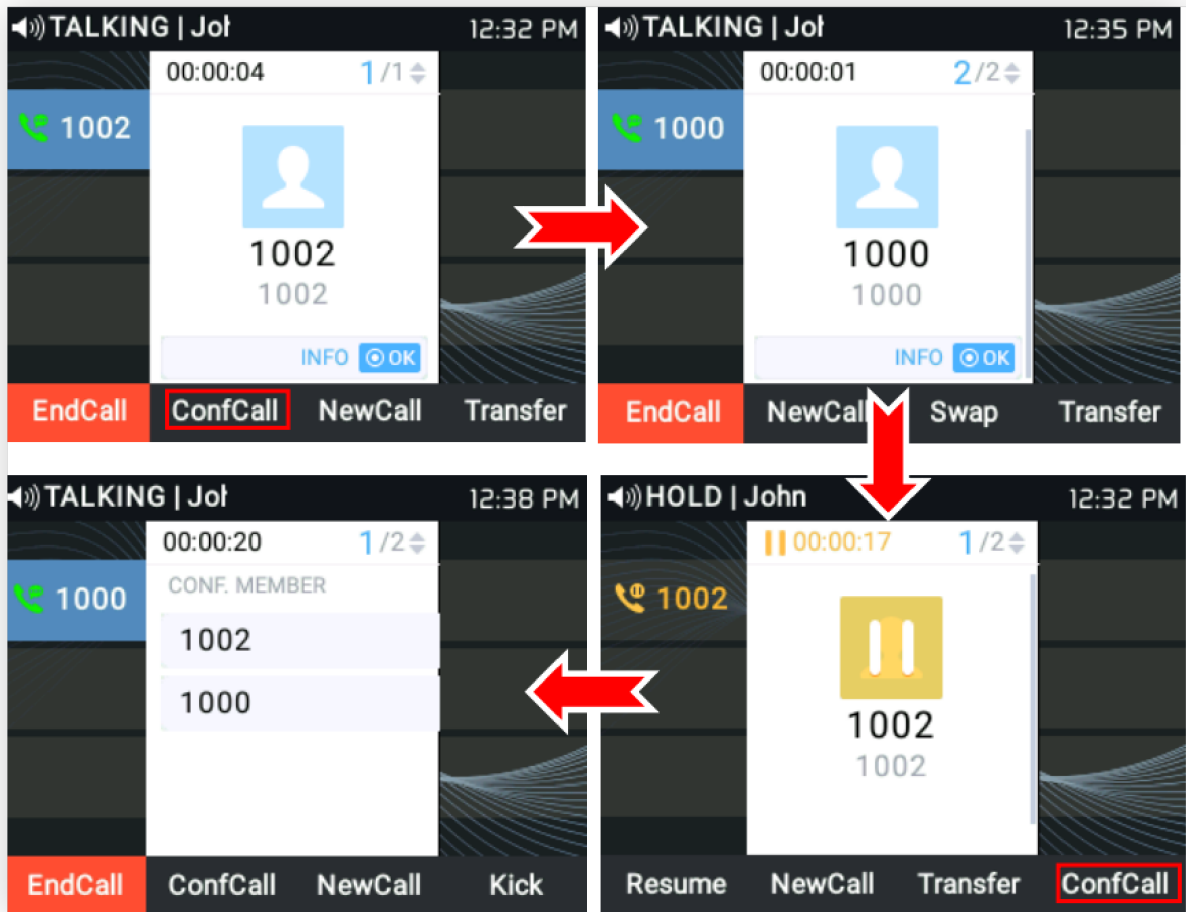 TALKING | Joł 12:32 PM
00:00:04 1/1
1002
1002
1002
INFO OK
EndCall ConfCall NewCall Transfer
TALKING | Joł 12:35 PM
00:00:01 2/2
1000
1000
1000
INFO OK
EndCall NewCall Swap Transfer
HOLD | John 12:32 PM
00:00:17 1/2
1002
1002
1002
Resume NewCall Transfer ConfCall
TALKING | Joł 12:38 PM
00:00:20 1/2
1000
CONF. MEMBER
1002
1000
EndCall ConfCall NewCall Kick